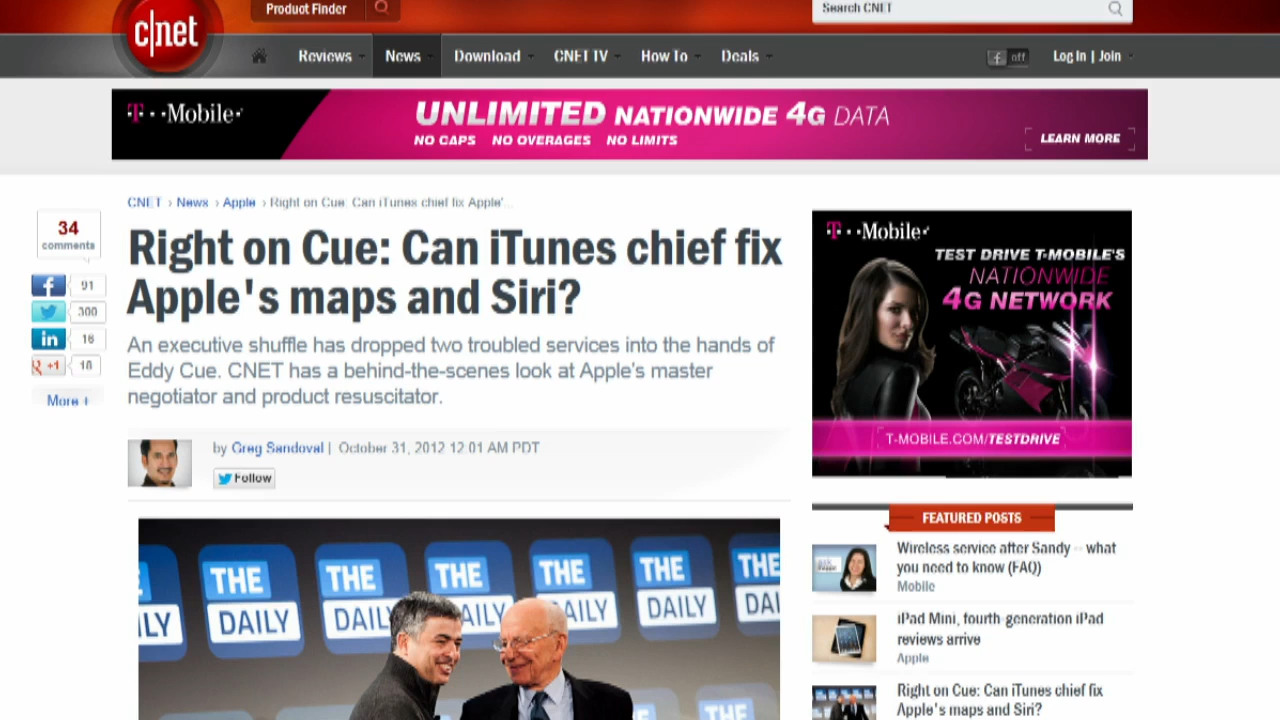 Product Finder
Search CNET
c|net
Reviews
News
Download
CNET TV
How To
Deals
f off
Log In | Join
T · ·Mobile·
UNLIMITED NATIONWIDE 4G DATA
NO CAPS NO OVERAGES NO LIMITS
LEARN MORE
CNET › News › Apple › Right on Cue: Can iTunes chief fix Apple'...
34
comments
Right on Cue: Can iTunes chief fix
Apple's maps and Siri?
f 91
300
in 16
g +1 18
More +
An executive shuffle has dropped two troubled services into the hands of
Eddy Cue. CNET has a behind-the-scenes look at Apple's master
negotiator and product resuscitator.
by Greg Sandoval | October 31, 2012 12:01 AM PDT
Follow
THE DAILY
THE DAILY
THE
THE DAILY
THE DAILY
THE
THE
T · ·Mobile·
TEST DRIVE T-MOBILE'S
NATIONWIDE
4G NETWORK
T-MOBILE.COM/TESTDRIVE
FEATURED POSTS
Wireless service after Sandy -- what
you need to know (FAQ)
Mobile
iPad Mini, fourth-generation iPad
reviews arrive
Apple
Right on Cue: Can iTunes chief fix
Apple's maps and Siri?